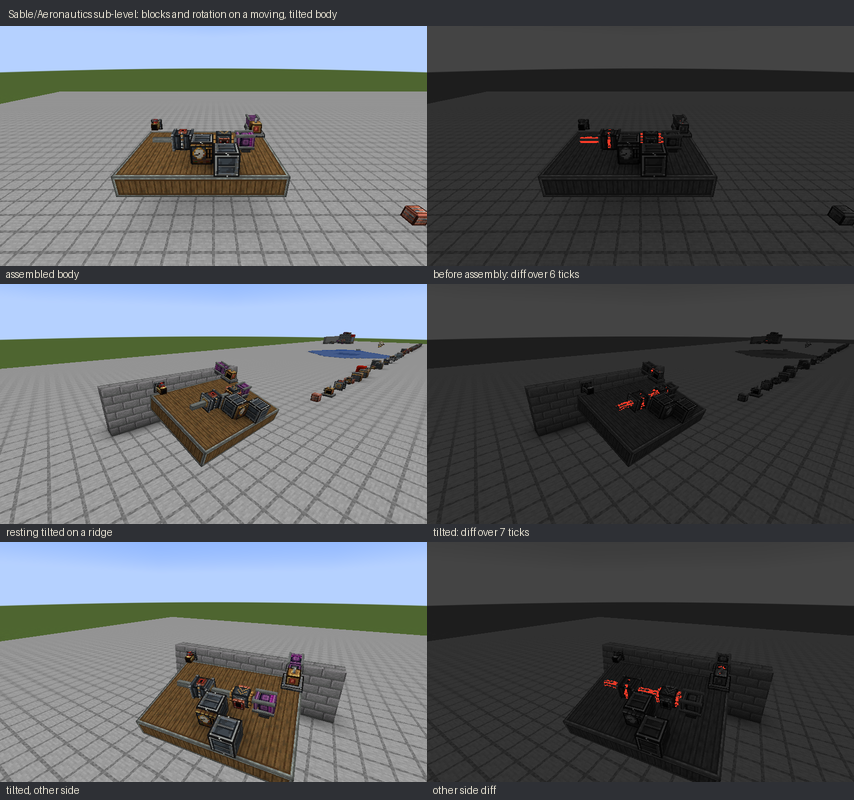 Sable/Aeronautics sub-level: blocks and rotation on a moving, tilted body
assembled body
before assembly: diff over 6 ticks
resting tilted on a ridge
tilted: diff over 7 ticks
tilted, other side
other side diff